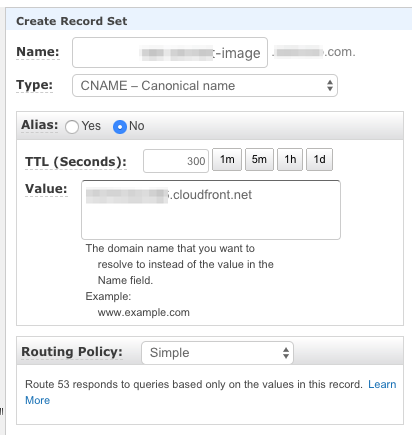 Create Record Set
Name: t-image .com.
Type: CNAME – Canonical name
Alias: Yes No
TTL (Seconds): 300 1m 5m 1h 1d
Value: .cloudfront.net
The domain name that you want to
resolve to instead of the value in the
Name field.
Example:
www.example.com
Routing Policy: Simple
Route 53 responds to queries based only on the values in this record. Learn
More